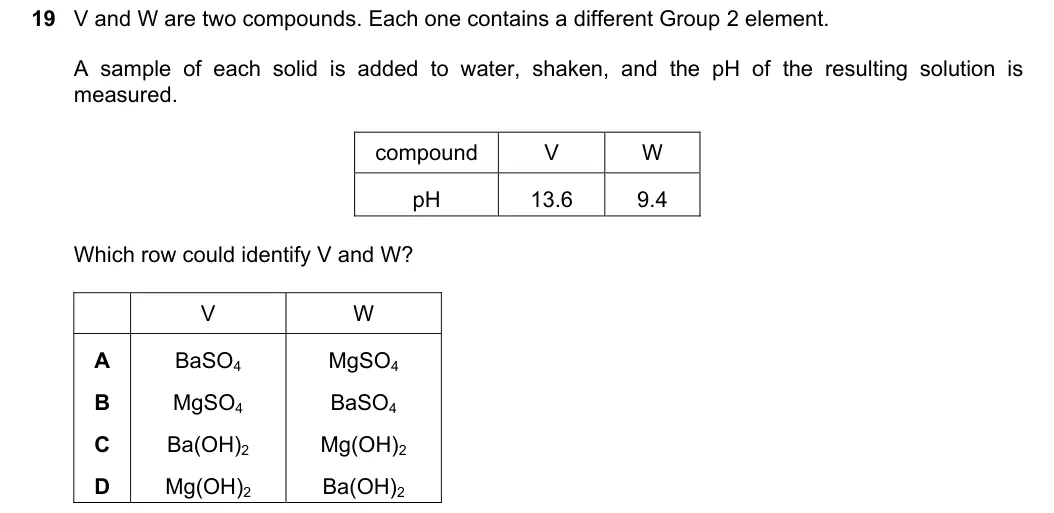 19 V and W are two compounds. Each one contains a different Group 2 element.
A sample of each solid is added to water, shaken, and the pH of the resulting solution is
measured.
compound V W
pH 13.6 9.4
Which row could identify V and W?
V W
A BaSO₄ MgSO₄
B MgSO₄ BaSO₄
C Ba(OH)₂ Mg(OH)₂
D Mg(OH)₂ Ba(OH)₂